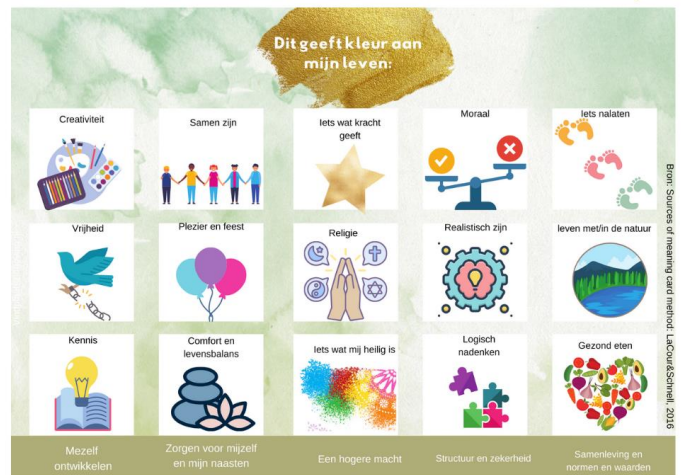 Dit geeft kleur aan
mijn leven:
Creativiteit
Samen zijn
Iets wat kracht
geeft
Moraal
Iets nalaten
Vrijheid
Plezier en feest
Religie
Realistisch zijn
leven met/in de natuur
Kennis
Comfort en
levensbalans
Iets wat mij heilig is
Logisch
nadenken
Gezond eten
Mezelf
ontwikkelen
Zorgen voor mijzelf
en mijn naasten
Een hogere macht
Structuur en zekerheid
Samenleving en
normen en waarden
Bron: Sources of meaning card method: LaCour&Schnell, 2016